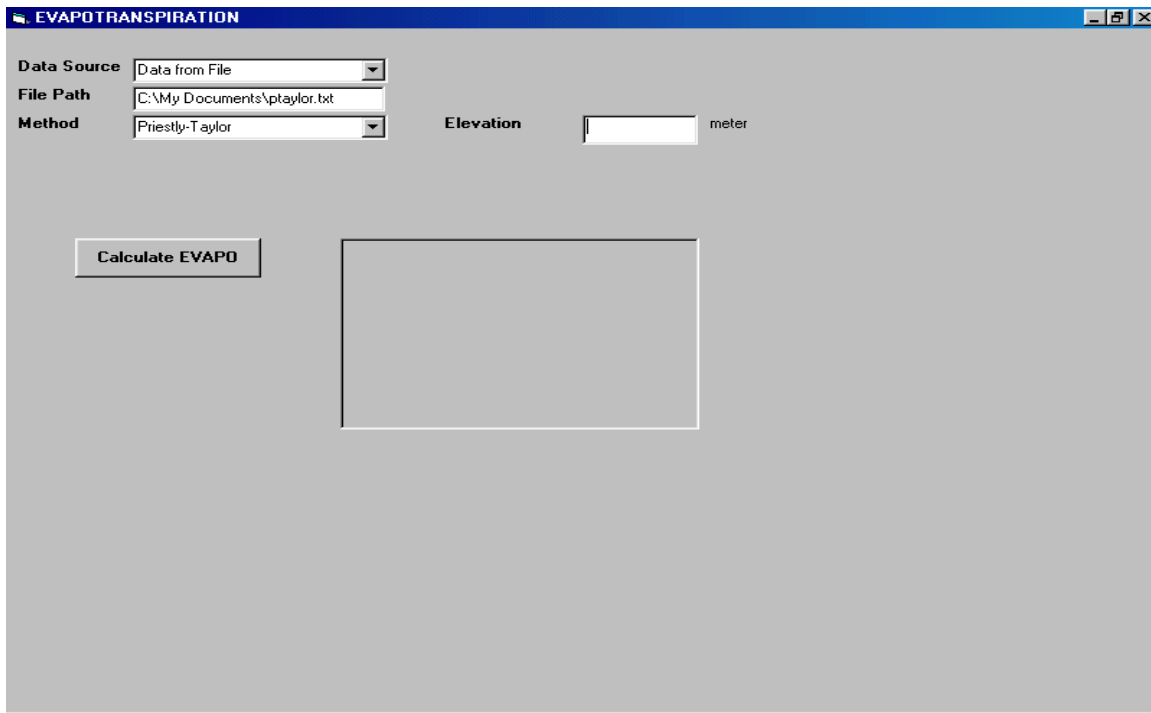 EVAPOTRANSPIRATION
Data Source Data from File
File Path C:\My Documents\ptaylor.txt
Method Priestly-Taylor Elevation meter
Calculate EVAPO